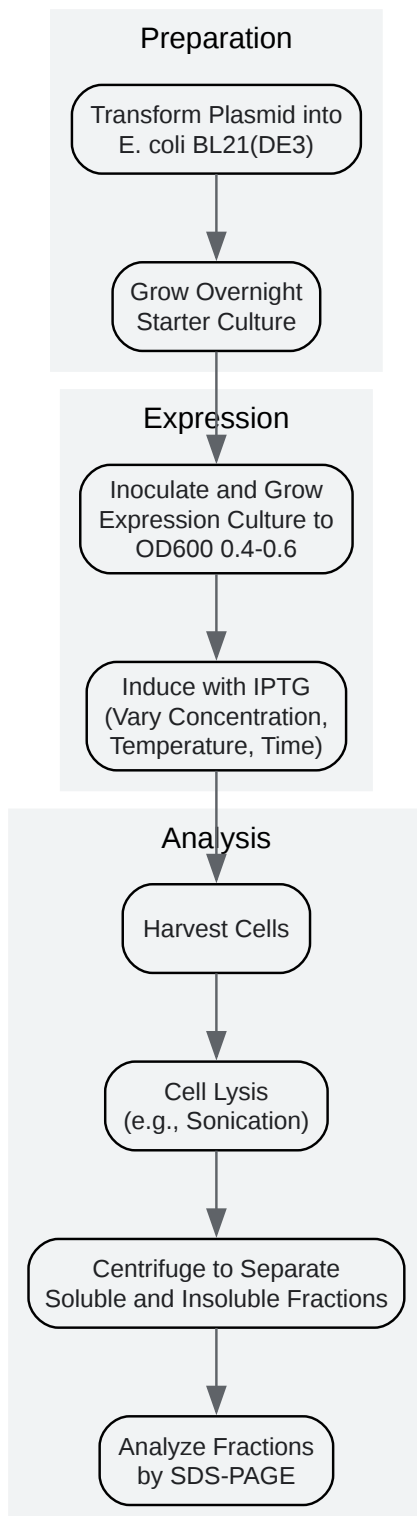 Preparation
Transform Plasmid into
E. coli BL21(DE3)
Grow Overnight
Starter Culture
Expression
Inoculate and Grow
Expression Culture to
OD600 0.4-0.6
Induce with IPTG
(Vary Concentration,
Temperature, Time)
Analysis
Harvest Cells
Cell Lysis
(e.g., Sonication)
Centrifuge to Separate
Soluble and Insoluble Fractions
Analyze Fractions
by SDS-PAGE